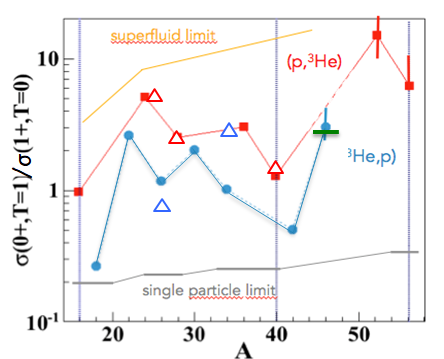 superfluid limit
(p,³He)
³He,p)
single particle limit
σ(0+,T=1)/σ(1+,T=0)
10
1
10⁻¹
20
30
40
50
A